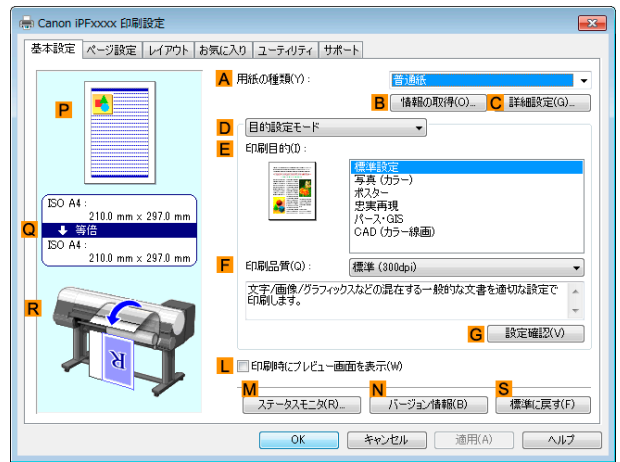 Canon iPFxxxx 印刷設定
基本設定 ページ設定 レイアウト お気に入り ユーティリティ サポート
A 用紙の種類(Y): 普通紙
B 情報の取得(O)... C 詳細設定(G)...
P
D 目的設定モード
E 印刷目的(I):
標準設定
写真 (カラー)
ポスター
忠実再現
パース・GIS
CAD (カラー線画)
ISO A4 :
210.0 mm x 297.0 mm
Q 等倍
ISO A4 :
210.0 mm x 297.0 mm
F 印刷品質(Q): 標準 (300dpi)
文字/画像/グラフィックスなどの混在する一般的な文書を適切な設定で
印刷します。
R
R
G 設定確認(V)
L 印刷時にプレビュー画面を表示(W)
M ステータスモニタ(R)... N バージョン情報(B) S 標準に戻す(F)
OK キャンセル 適用(A) ヘルプ